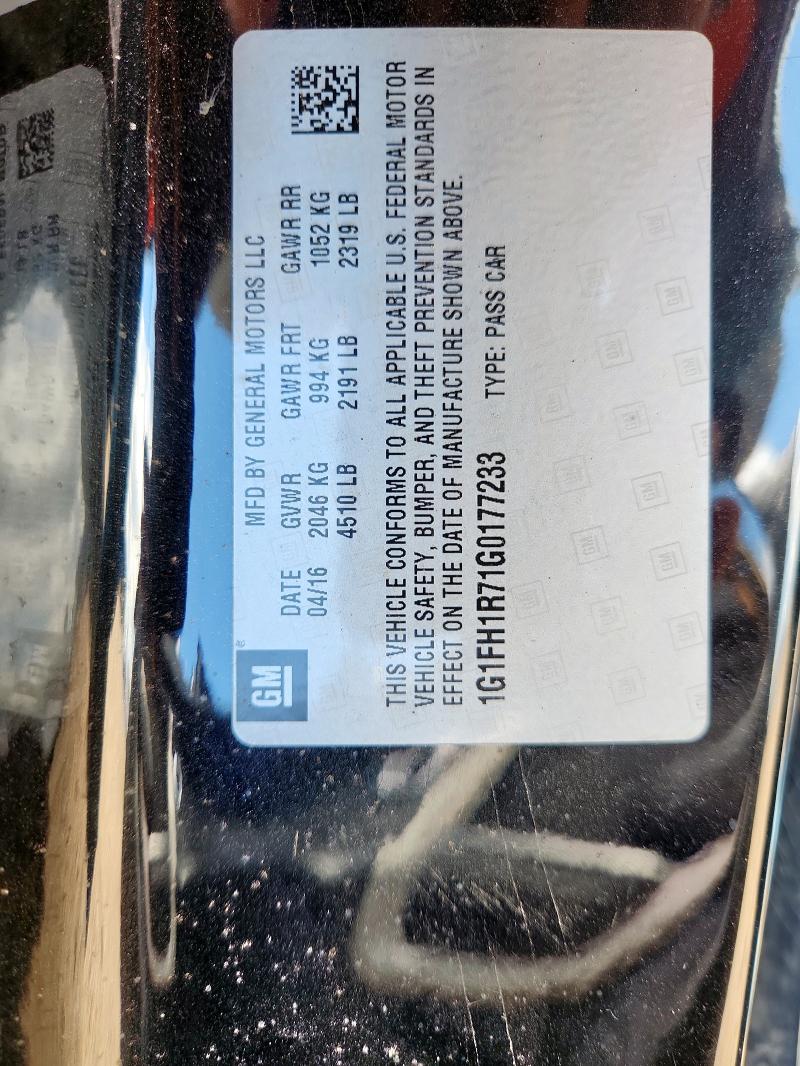 GM®
MFD BY GENERAL MOTORS LLC
DATE GVWR GAWR FRT GAWR RR
04/16 2046 KG 994 KG 1052 KG
4510 LB 2191 LB 2319 LB
THIS VEHICLE CONFORMS TO ALL APPLICABLE U.S. FEDERAL MOTOR
VEHICLE SAFETY, BUMPER, AND THEFT PREVENTION STANDARDS IN
EFFECT ON THE DATE OF MANUFACTURE SHOWN ABOVE.
1G1FH1R71G0177233 TYPE: PASS CAR